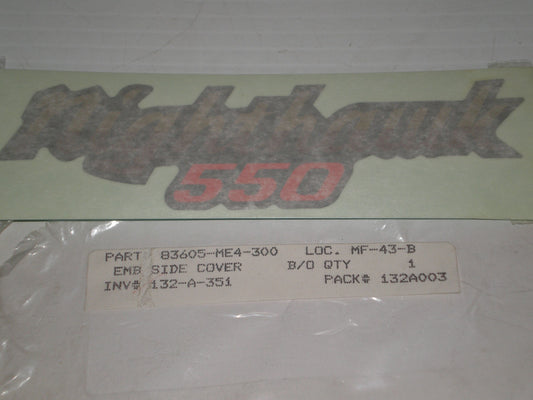 Nighthawk
550
PART# 83605-ME4-300 LOC. MF-43-B
EMB SIDE COVER B/O QTY 1
INV# 132-A-351 PACK# 132A003